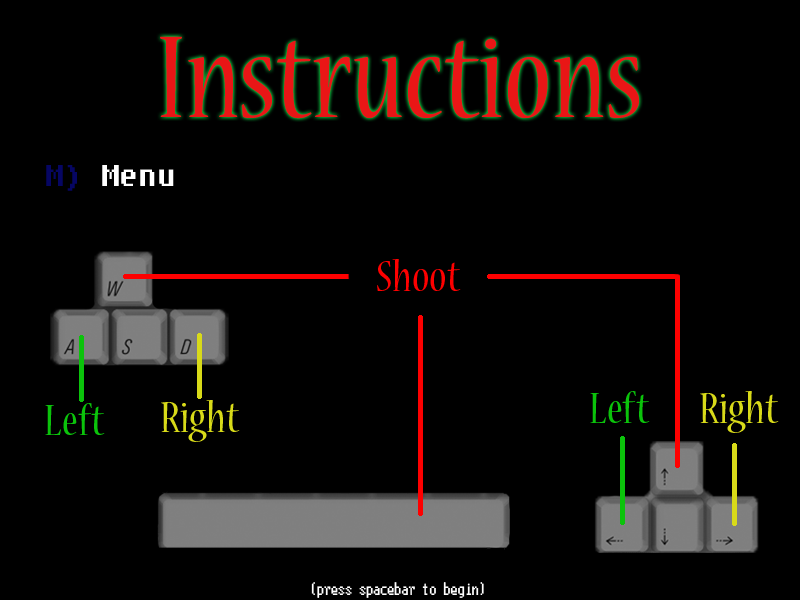 Instructions
M) Menu
W
Shoot
A S D
Left Right
Left Right
↑
← ↓ →
(press spacebar to begin)